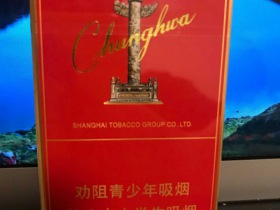 Chunghwa
SHANGHAI TOBACCO GROUP CO., LTD.
劝阻青少年吸烟